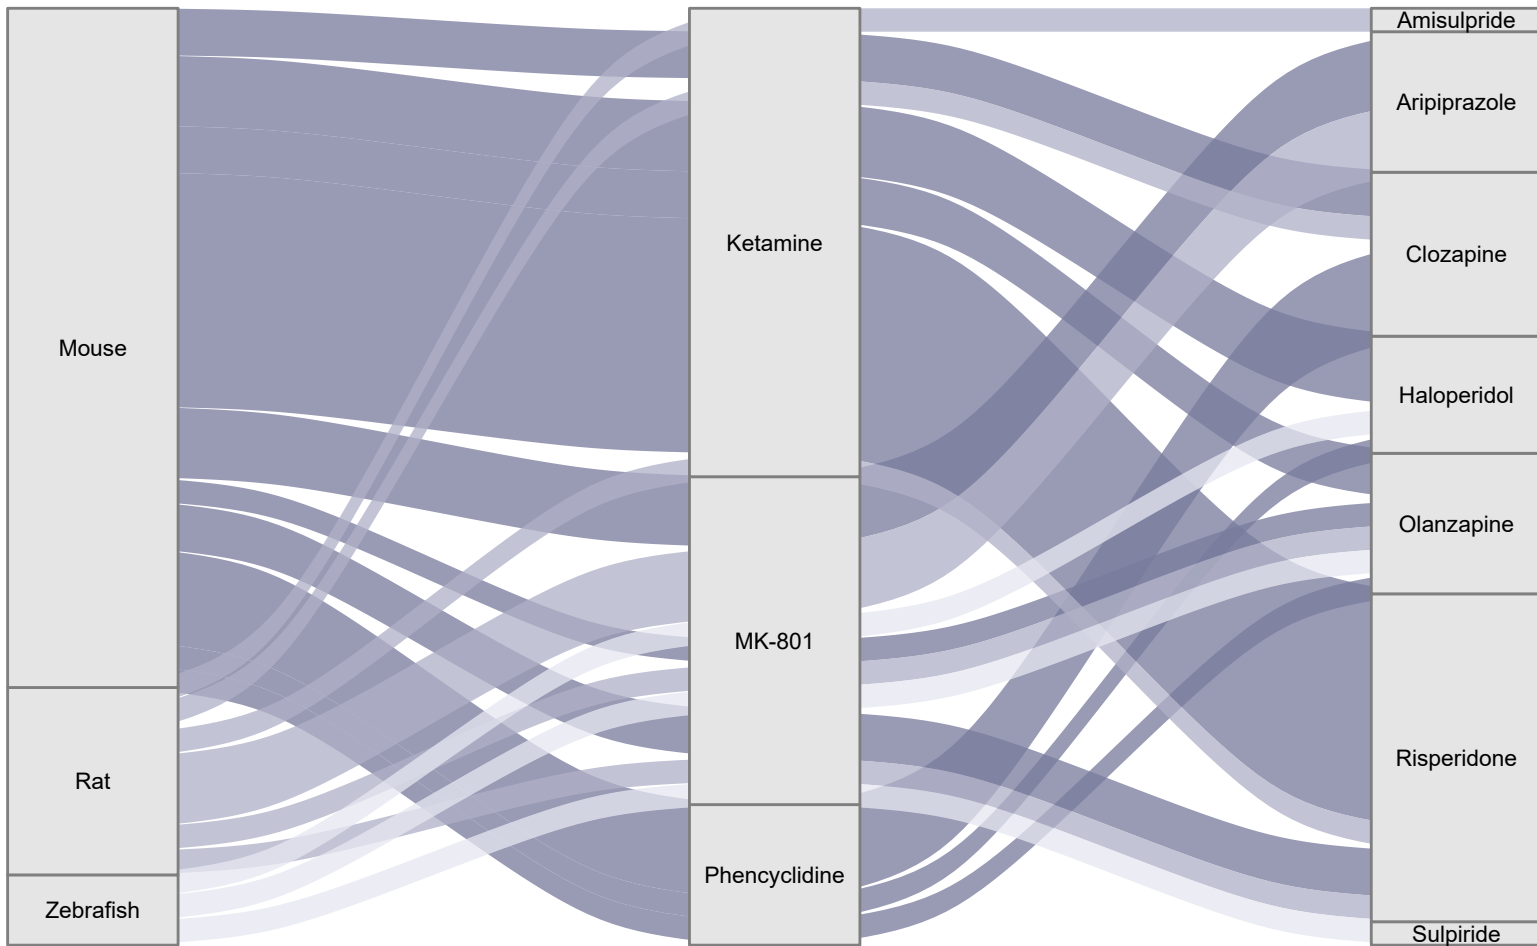 Mouse
Rat
Zebrafish
Ketamine
MK-801
Phencyclidine
Amisulpride
Aripiprazole
Clozapine
Haloperidol
Olanzapine
Risperidone
Sulpiride